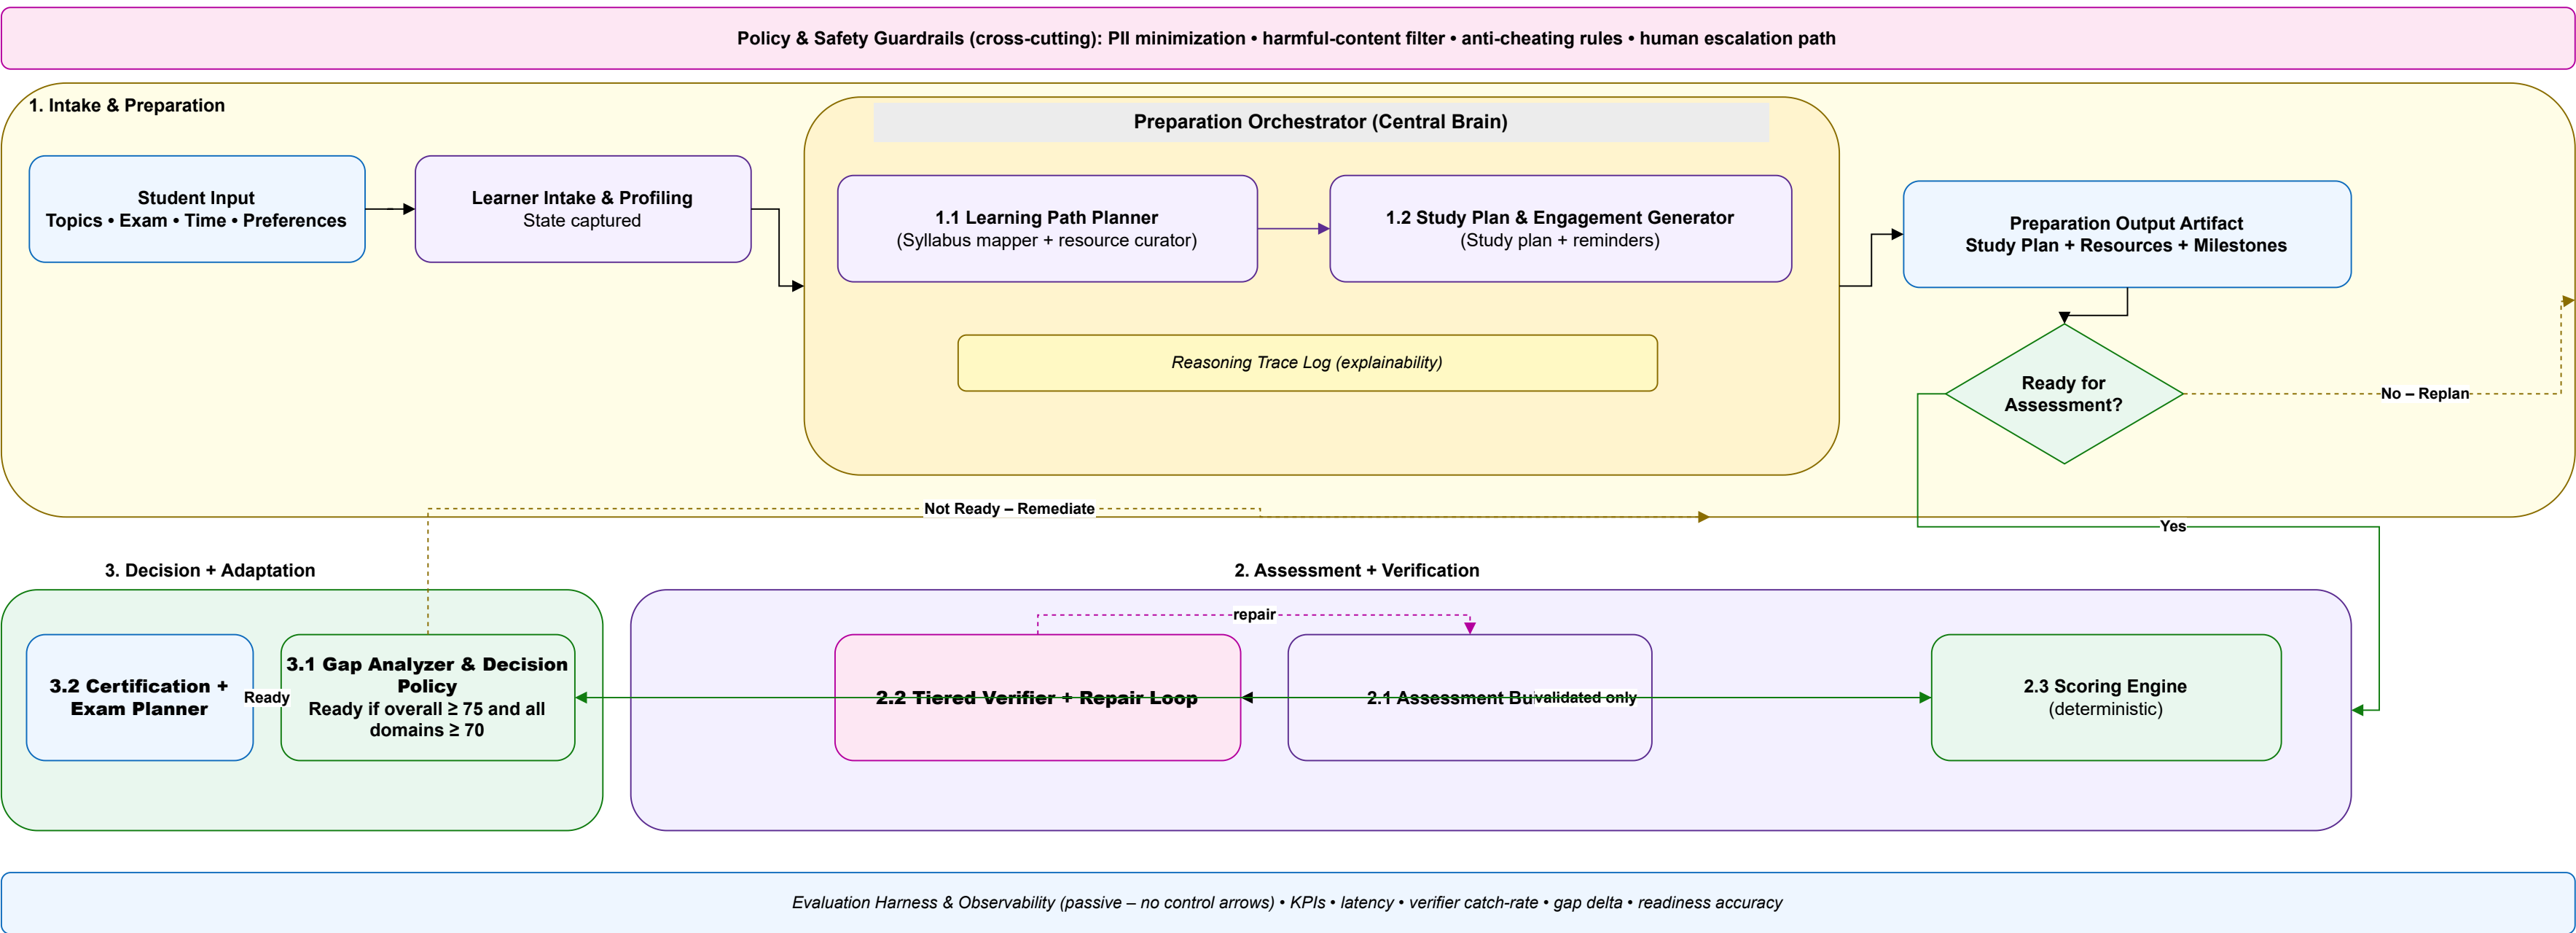 Policy & Safety Guardrails (cross-cutting): PII minimization • harmful-content filter • anti-cheating rules • human escalation path
1. Intake & Preparation
Preparation Orchestrator (Central Brain)
Student Input
Topics • Exam • Time • Preferences
Learner Intake & Profiling
State captured
1.1 Learning Path Planner
(Syllabus mapper + resource curator)
1.2 Study Plan & Engagement Generator
(Study plan + reminders)
Preparation Output Artifact
Study Plan + Resources + Milestones
Reasoning Trace Log (explainability)
Ready for
Assessment?
No – Replan
Not Ready – Remediate
Yes
3. Decision + Adaptation
2. Assessment + Verification
repair
3.2 Certification +
Exam Planner
Ready
3.1 Gap Analyzer & Decision
Policy
Ready if overall ≥ 75 and all
domains ≥ 70
2.2 Tiered Verifier + Repair Loop
2.1 Assessment Bu
validated only
2.3 Scoring Engine
(deterministic)
Evaluation Harness & Observability (passive – no control arrows) • KPIs • latency • verifier catch-rate • gap delta • readiness accuracy